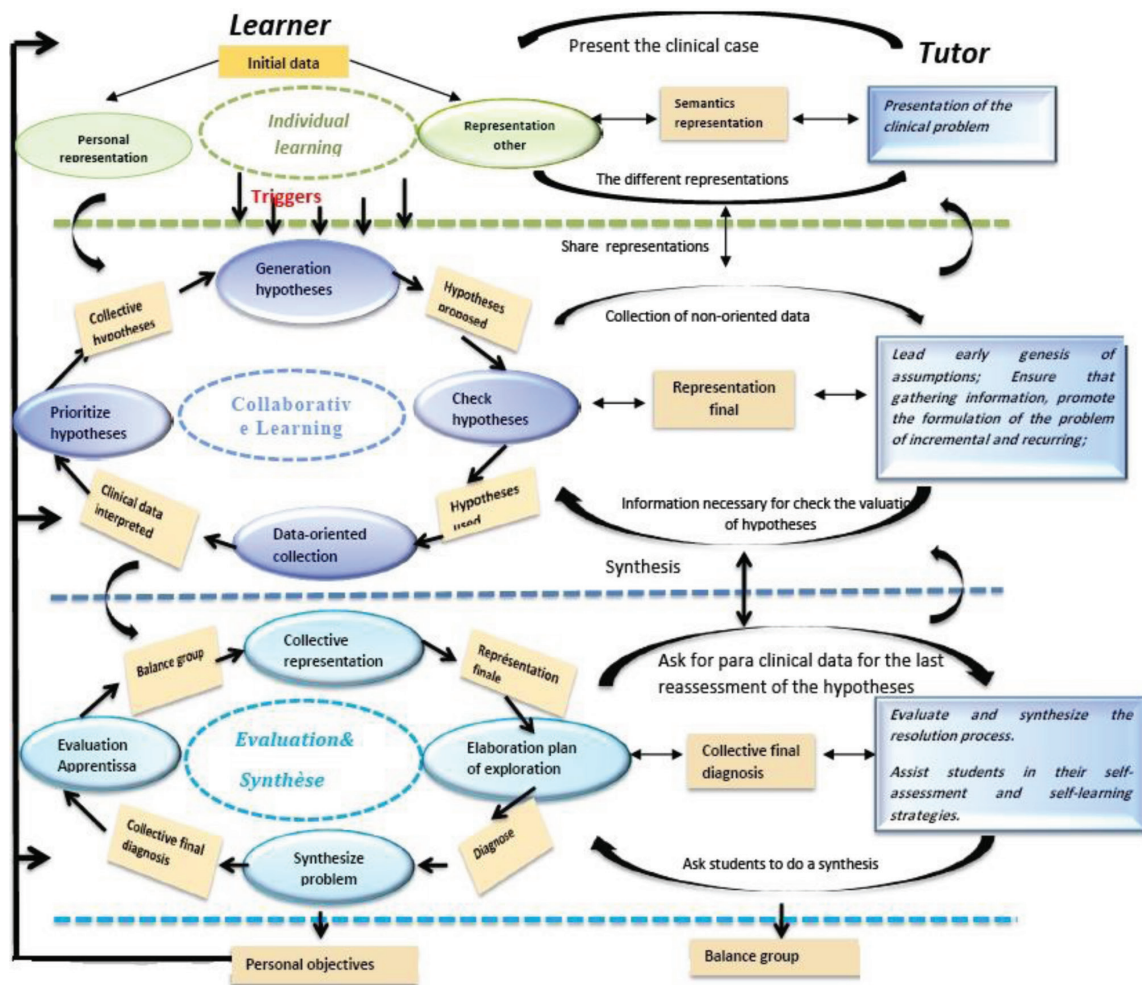 Learner
Tutor
Present the clinical case
Initial data
Personal
representation
Individual
learning
Representation
other
Semantics
representation
Presentation of the
clinical problem
Triggers
The different representations
Share representations
Generation
hypotheses
Collective
hypotheses
Hypotheses
proposed
Collection of non-oriented data
Prioritize
hypotheses
Collaborativ
e Learning
Check
hypotheses
Representation
final
Lead early genesis of
assumptions; Ensure that
gathering information, promote
the formulation of the problem
of incremental and recurring;
Clinical data
interpreted
Data-oriented
collection
Hypotheses
used
Information necessary for check the valuation
of hypotheses
Synthesis
Balance group
Collective
representation
Représentation
finale
Ask for para clinical data for the last
reassessment of the hypotheses
Evaluation
Apprentissa
Evaluation&
Synthèse
Elaboration plan
of exploration
Collective final
diagnosis
Evaluate and synthesize the
resolution process.
Assist students in their self-
assessment and self-learning
strategies.
Collective final
diagnosis
Synthesize
problem
Diagnose
Ask students to do a synthesis
Personal objectives
Balance group